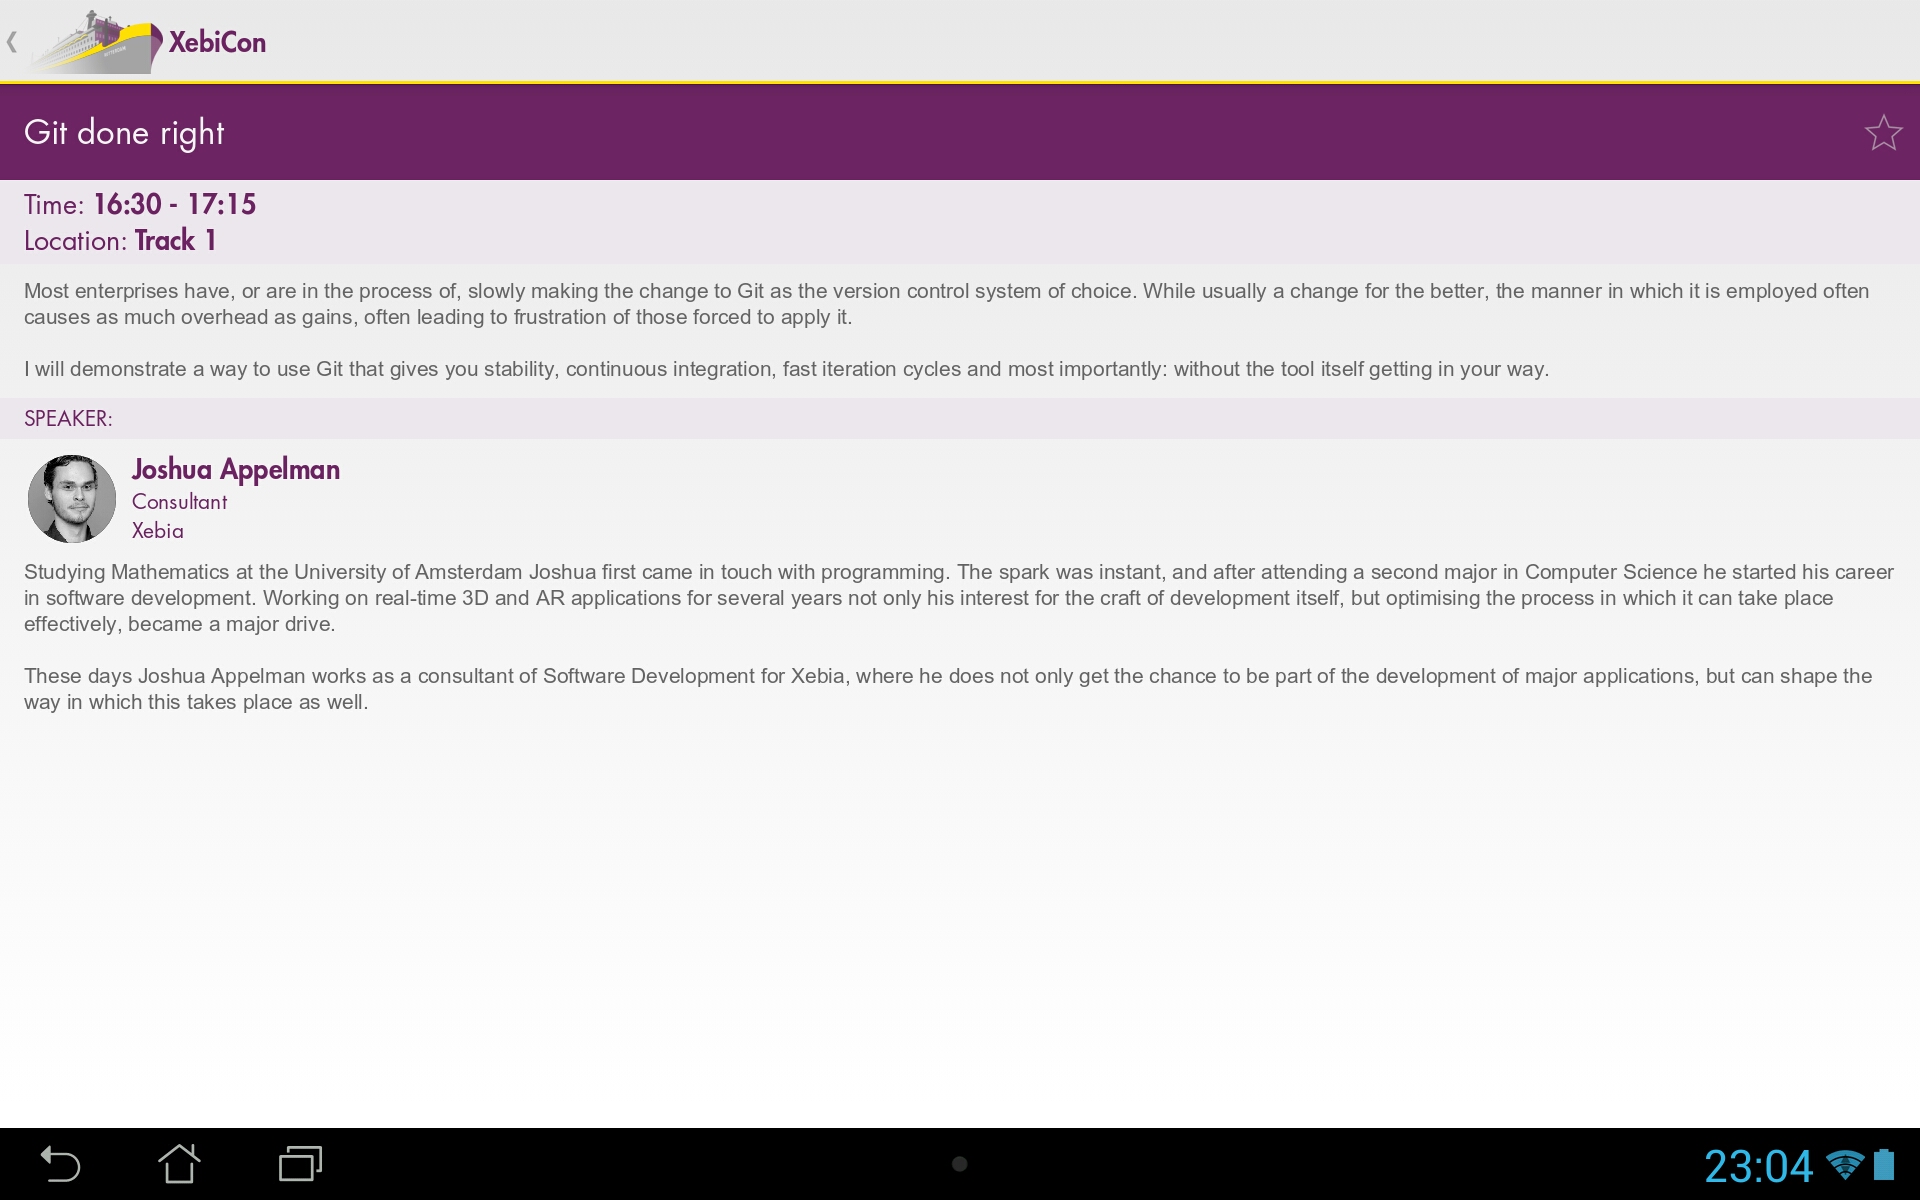 XebiCon
Git done right
Time: 16:30 - 17:15
Location: Track 1
Most enterprises have, or are in the process of, slowly making the change to Git as the version control system of choice. While usually a change for the better, the manner in which it is employed often
causes as much overhead as gains, often leading to frustration of those forced to apply it.
I will demonstrate a way to use Git that gives you stability, continuous integration, fast iteration cycles and most importantly: without the tool itself getting in your way.
SPEAKER:
Joshua Appelman
Consultant
Xebia
Studying Mathematics at the University of Amsterdam Joshua first came in touch with programming. The spark was instant, and after attending a second major in Computer Science he started his career
in software development. Working on real-time 3D and AR applications for several years not only his interest for the craft of development itself, but optimising the process in which it can take place
effectively, became a major drive.
These days Joshua Appelman works as a consultant of Software Development for Xebia, where he does not only get the chance to be part of the development of major applications, but can shape the
way in which this takes place as well.
23:04